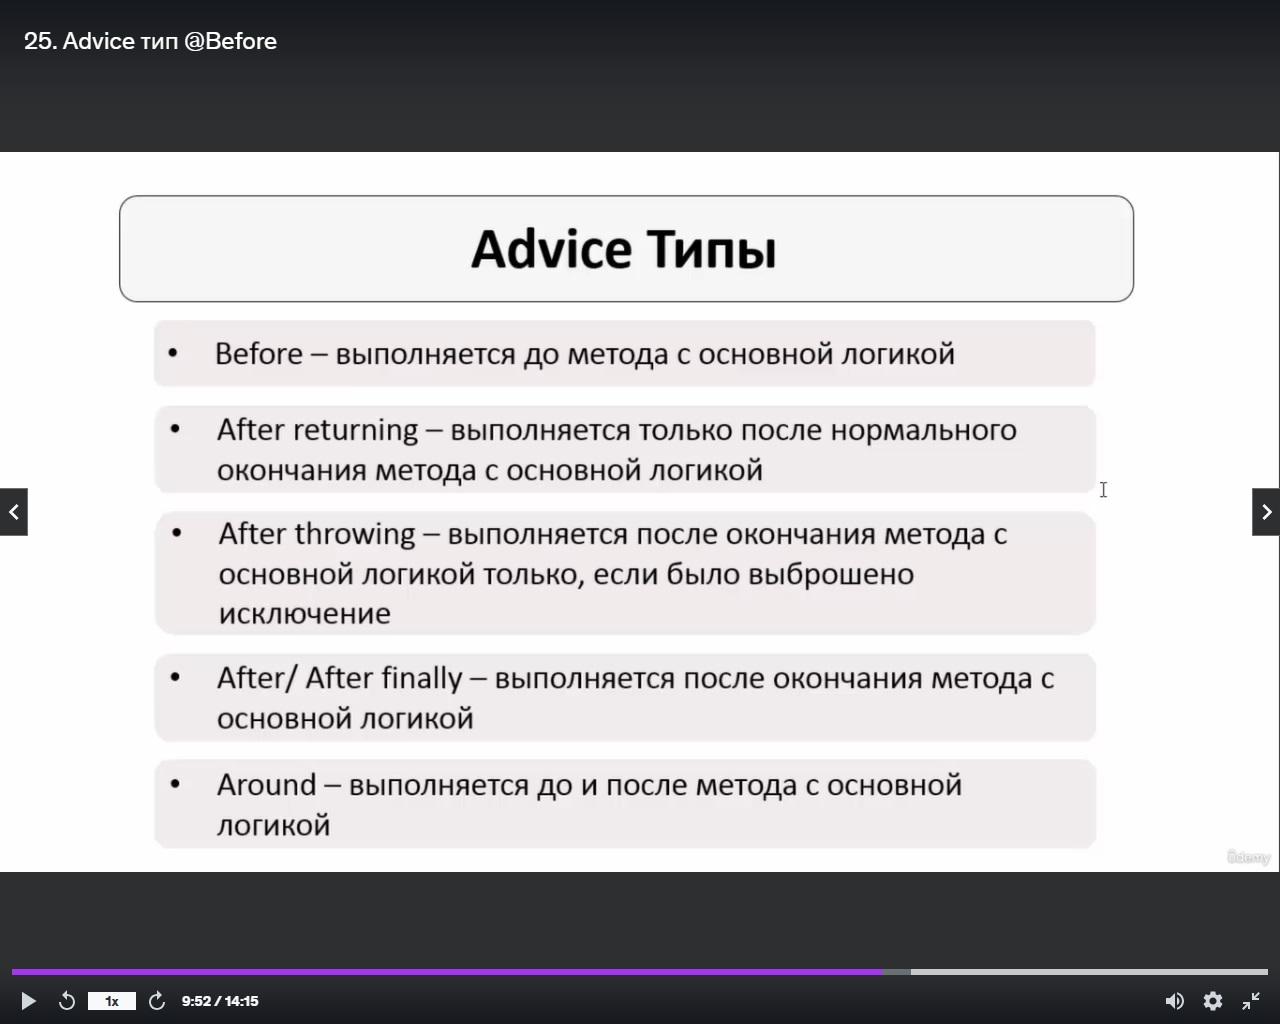 25. Advice тип @Before
Advice Типы
• Before – выполняется до метода с основной логикой
• After returning – выполняется только после нормального
окончания метода с основной логикой
• After throwing – выполняется после окончания метода с
основной логикой только, если было выброшено
исключение
• After/ After finally – выполняется после окончания метода с
основной логикой
• Around – выполняется до и после метода с основной
логикой
ûdemy
1x
9:52 / 14:15